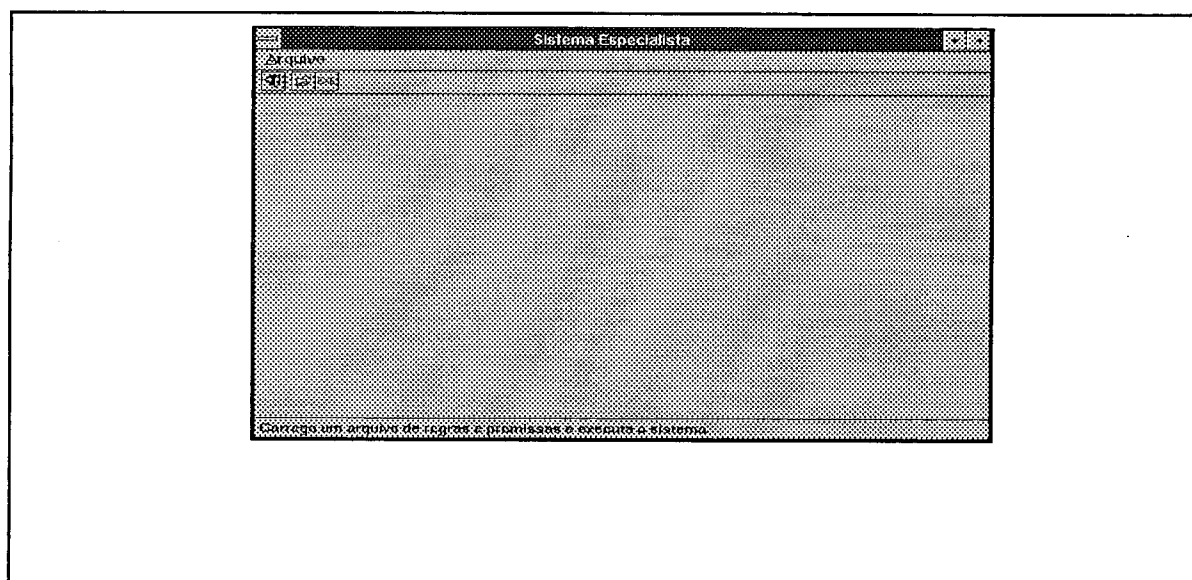 Sistema Especialista
Arquivo
Carrega um arquivo de regras e premissas e executa o sistema